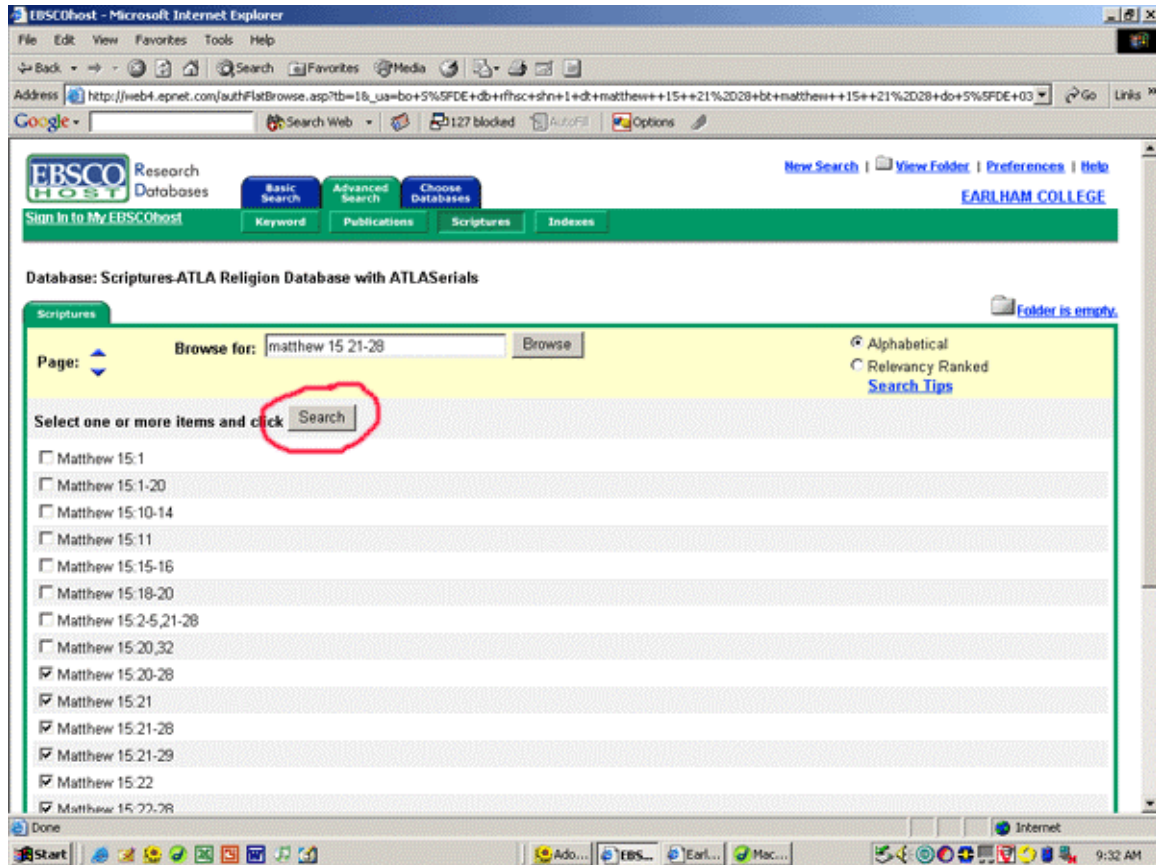 EBSCOhost - Microsoft Internet Explorer
File Edit View Favorites Tools Help
Back Search Favorites Media
Address http://web4.epnet.com/authFlatBrowse.asp?tb=1&_ua=bo+5%5FDE+db+rfhsc+shn+1+dt+matthew++15++21%2D28+bt+matthew++15++21%2D28+do+5%5FDE+03 Go Links »
Google Search Web 127 blocked AutoFill Options
EBSCO HOST Research Databases
New Search | View Folder | Preferences | Help
Basic Search Advanced Search Choose Databases
EARLHAM COLLEGE
Sign In to My EBSCOhost Keyword Publications Scriptures Indexes
Database: Scriptures-ATLA Religion Database with ATLASerials
Scriptures Folder is empty.
Page: Browse for: matthew 15 21-28 Browse Alphabetical
Relevancy Ranked
Search Tips
Select one or more items and click Search
Matthew 15:1
Matthew 15:1-20
Matthew 15:10-14
Matthew 15:11
Matthew 15:15-16
Matthew 15:18-20
Matthew 15:2-5,21-28
Matthew 15:20,32
Matthew 15:20-28
Matthew 15:21
Matthew 15:21-28
Matthew 15:21-29
Matthew 15:22
Matthew 15:22-28
Done Internet
Start Ado... EBS... Earl... Mac... 9:32 AM